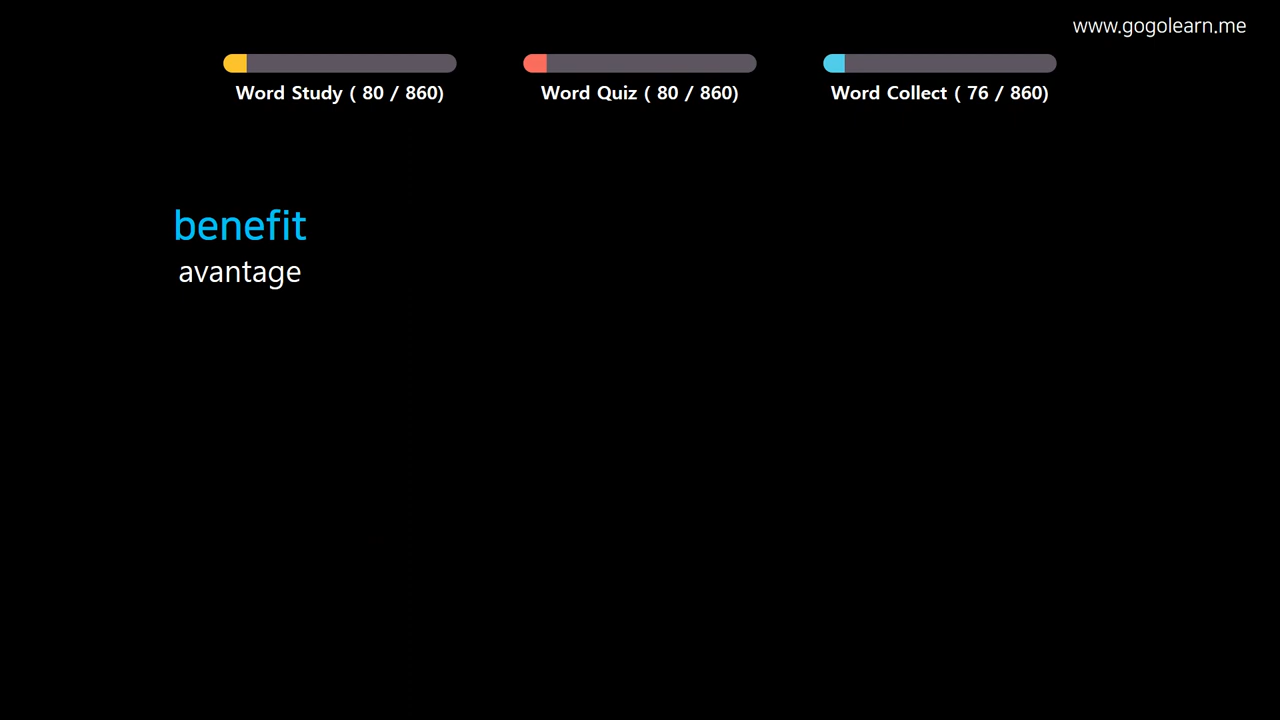 www.gogolearn.me
Word Study ( 80 / 860)
Word Quiz ( 80 / 860)
Word Collect ( 76 / 860)
benefit
avantage